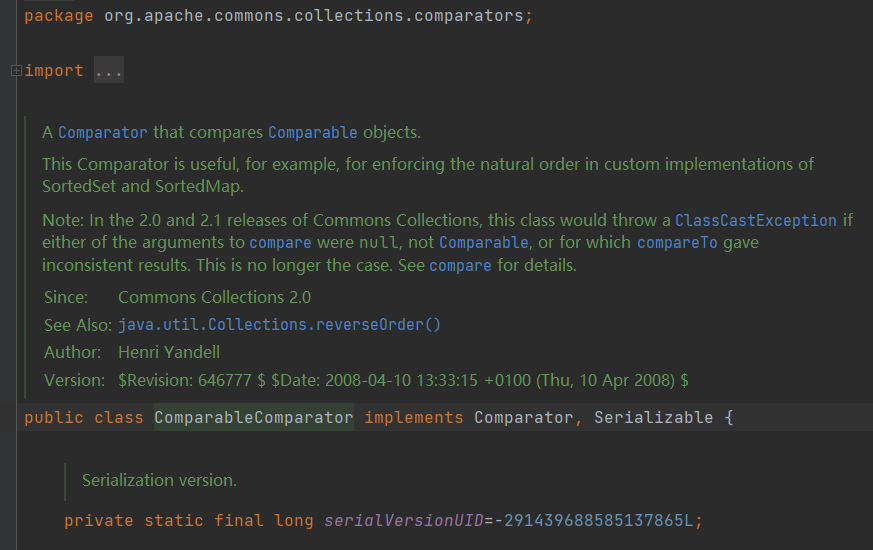 package org.apache.commons.collections.comparators;
import ...
A Comparator that compares Comparable objects.
This Comparator is useful, for example, for enforcing the natural order in custom implementations of
SortedSet and SortedMap.
Note: In the 2.0 and 2.1 releases of Commons Collections, this class would throw a ClassCastException if
either of the arguments to compare were null, not Comparable, or for which compareTo gave
inconsistent results. This is no longer the case. See compare for details.
Since: Commons Collections 2.0
See Also: java.util.Collections.reverseOrder()
Author: Henri Yandell
Version: $Revision: 646777 $ $Date: 2008-04-10 13:33:15 +0100 (Thu, 10 Apr 2008) $
public class ComparableComparator implements Comparator, Serializable {
Serialization version.
private static final long serialVersionUID=-291439688585137865L;